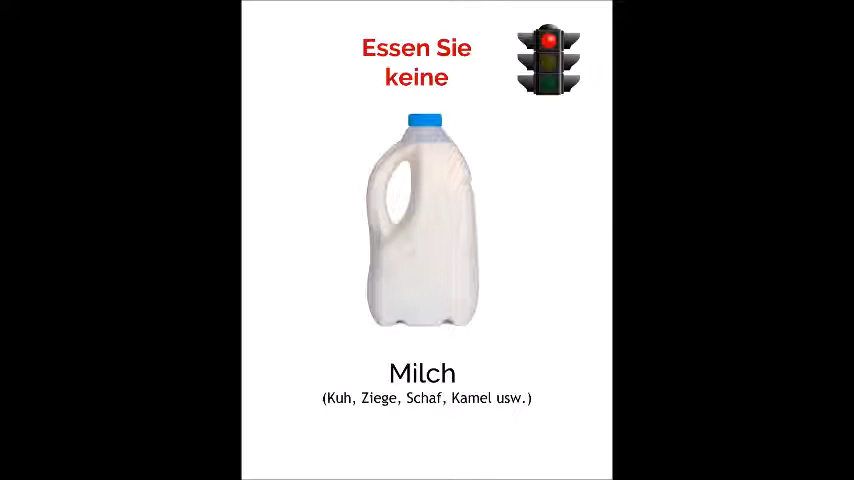 Essen Sie
keine
Milch
(Kuh, Ziege, Schaf, Kamel usw.)